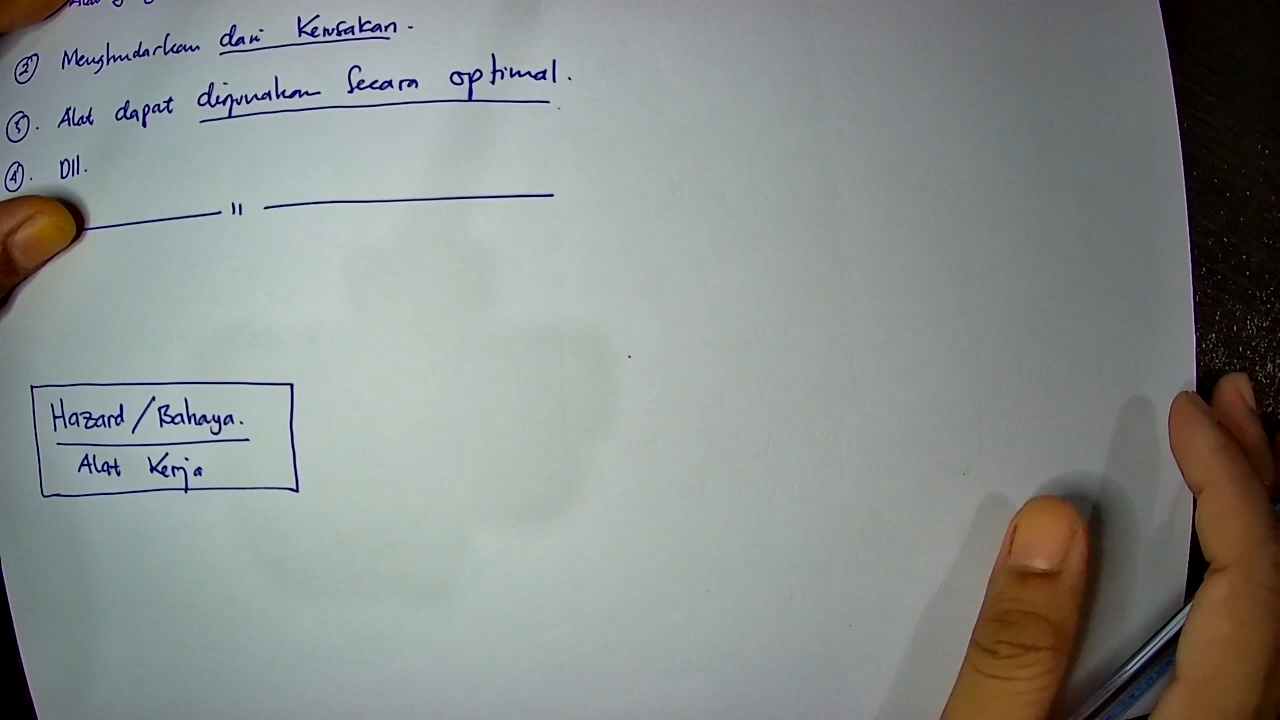 ② Menghindarkan dari Kerusakan.
③. Alat dapat digunakan Secara optimal.
④. Dll.
"
Hazard / Bahaya.
Alat Kerja